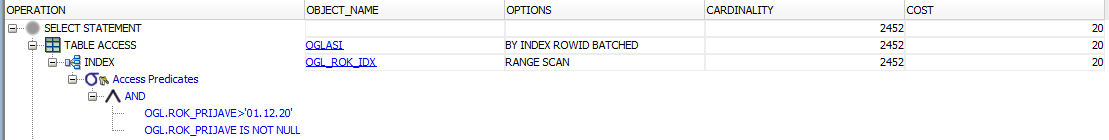 OPERATION OBJECT_NAME OPTIONS CARDINALITY COST
SELECT STATEMENT 2452 20
TABLE ACCESS OGLASI BY INDEX ROWID BATCHED 2452 20
INDEX OGL_ROK_IDX RANGE SCAN 2452 20
Access Predicates
AND
OGL.ROK_PRIJAVE>'01.12.20'
OGL.ROK_PRIJAVE IS NOT NULL